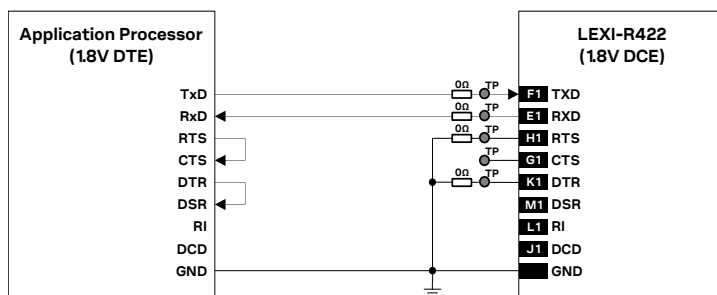 Application Processor
(1.8V DTE)
LEXI-R422
(1.8V DCE)
TxD 0Ω TP F1 TXD
RxD 0Ω TP E1 RXD
RTS 0Ω TP H1 RTS
CTS TP G1 CTS
DTR 0Ω TP K1 DTR
DSR M1 DSR
RI L1 RI
DCD J1 DCD
GND GND